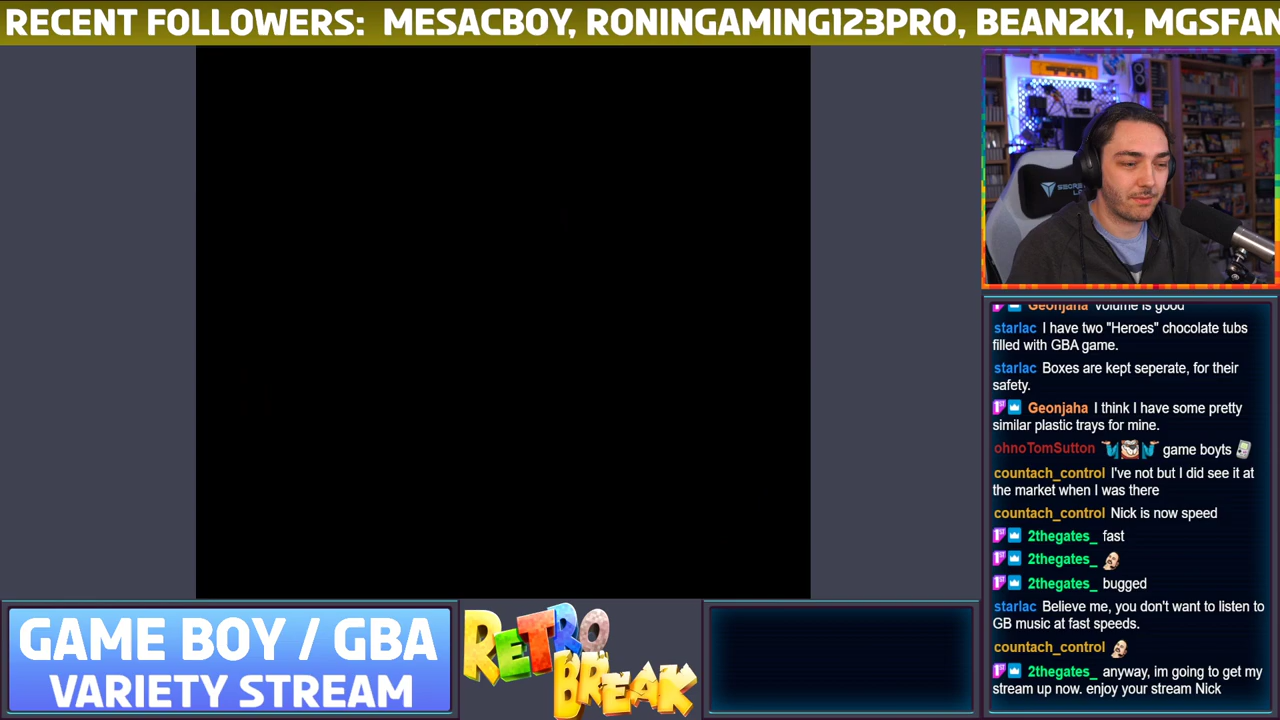 RECENT FOLLOWERS: MESACBOY, RONINGAMING123PRO, BEAN2K1, MGSFAN
Geonjaha Volume is good
starlac I have two "Heroes" chocolate tubs
filled with GBA game.
starlac Boxes are kept seperate, for their
safety.
Geonjaha I think I have some pretty
similar plastic trays for mine.
ohnoTomSutton game boyts
countach_control I've not but I did see it at
the market when I was there
countach_control Nick is now speed
2thegates_ fast
2thegates_
2thegates_ bugged
starlac Believe me, you don't want to listen to
GB music at fast speeds.
countach_control
2thegates_ anyway, im going to get my
stream up now. enjoy your stream Nick
GAME BOY / GBA
VARIETY STREAM
RETRO
BREAK